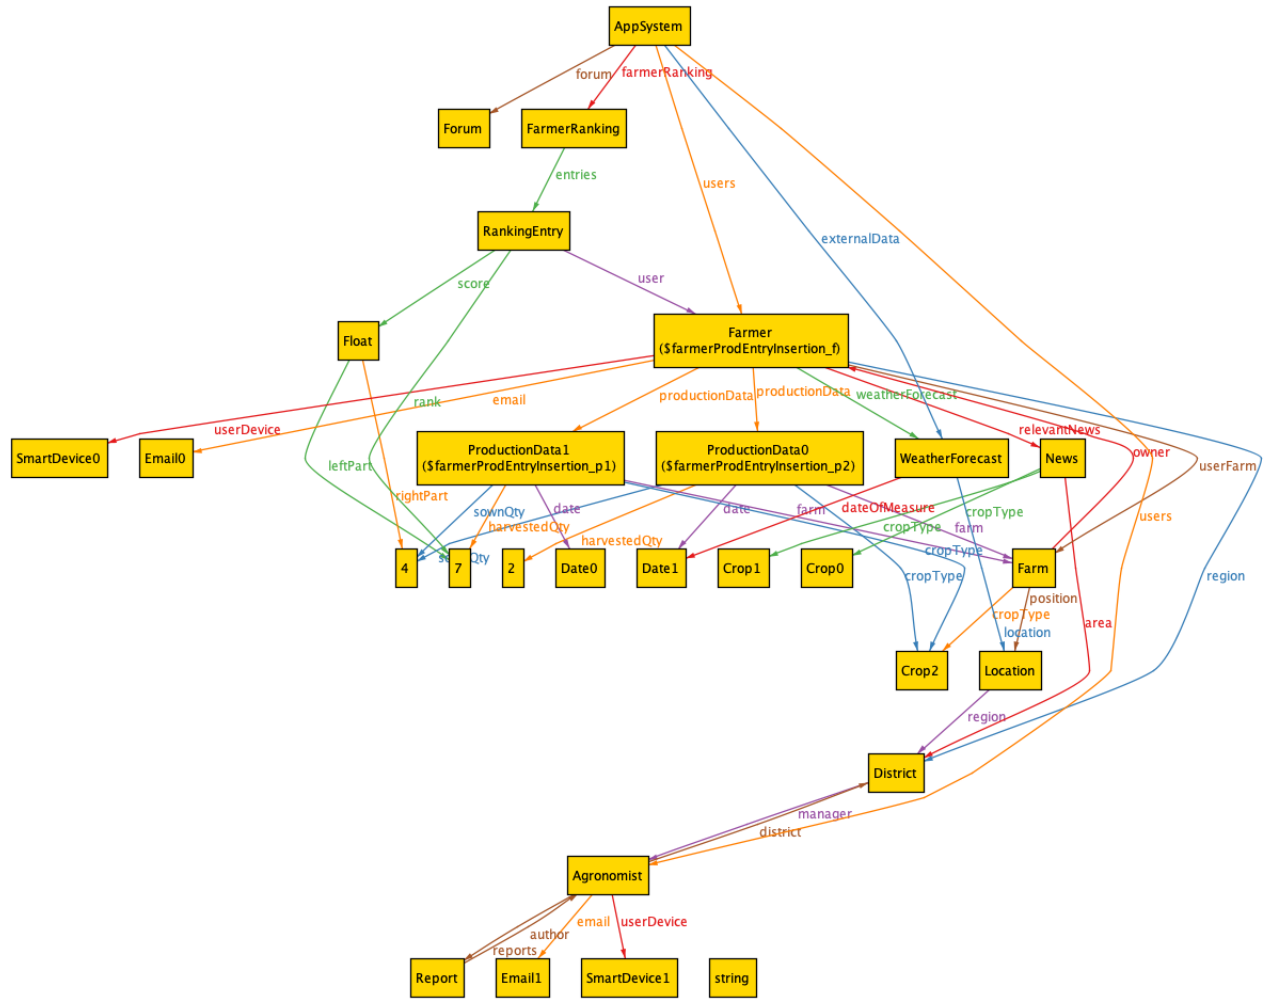 AppSystem
forum
farmerRanking
Forum
FarmerRanking
users
entries
RankingEntry
externalData
score
user
Float
Farmer
($farmerProdEntryInsertion_f)
rank
email
productionData
productionData
weatherForecast
userDevice
relevantNews
owner
userFarm
SmartDevice0
Email0
ProductionData1
($farmerProdEntryInsertion_p1)
ProductionData0
($farmerProdEntryInsertion_p2)
WeatherForecast
News
leftPart
rightPart
sownQty
date
date
dateOfMeasure
farm
cropType
users
harvestedQty
harvestedQty
cropType
farm
cropType
sownQty
4
7
2
Date0
Date1
Crop1
Crop0
Farm
cropType
region
position
cropType
area
location
Crop2
Location
region
District
manager
district
Agronomist
email
userDevice
author
reports
Report
Email1
SmartDevice1
string